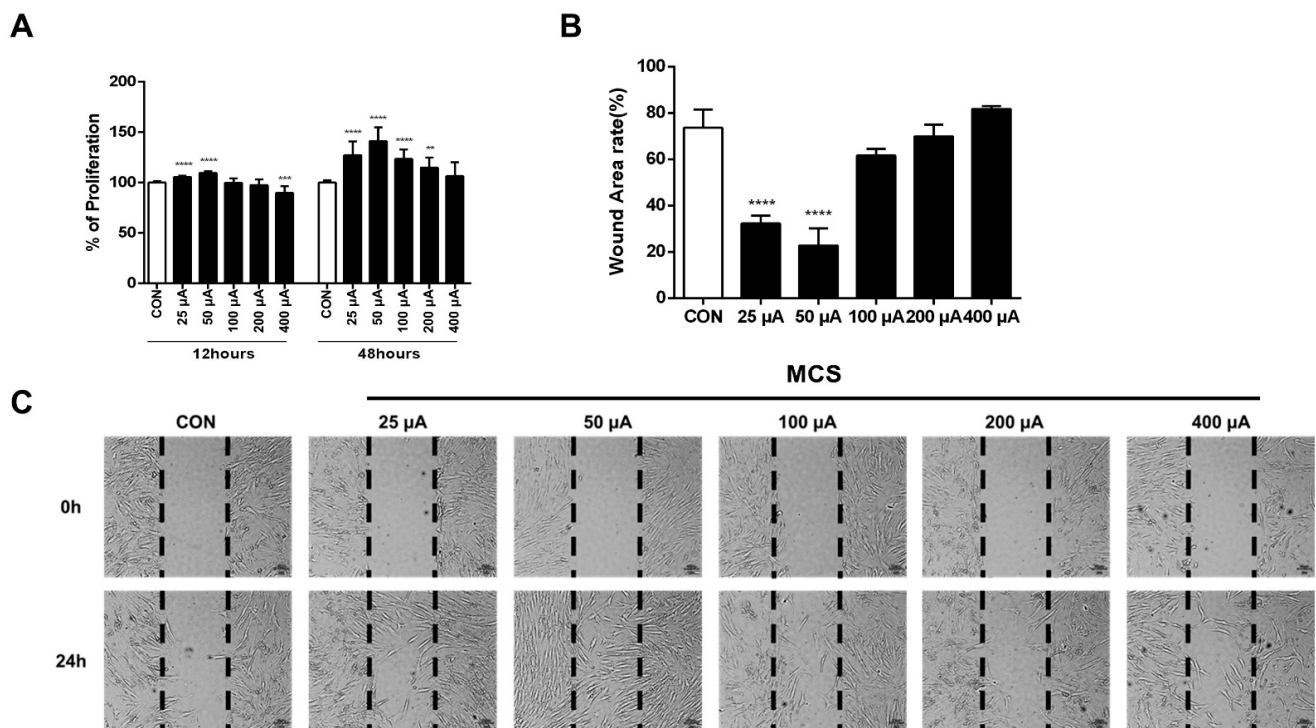 A
% of Proliferation
200
150
100
50
0
**** **** ***
**** **** **** **
CON 25 µA 50 µA 100 µA 200 µA 400 µA
CON 25 µA 50 µA 100 µA 200 µA 400 µA
12hours 48hours
B
Wound Area rate(%)
100
80
60
40
20
0
**** ****
CON 25 µA 50 µA 100 µA 200 µA 400 µA
C
MCS
CON 25 µA 50 µA 100 µA 200 µA 400 µA
0h
24h